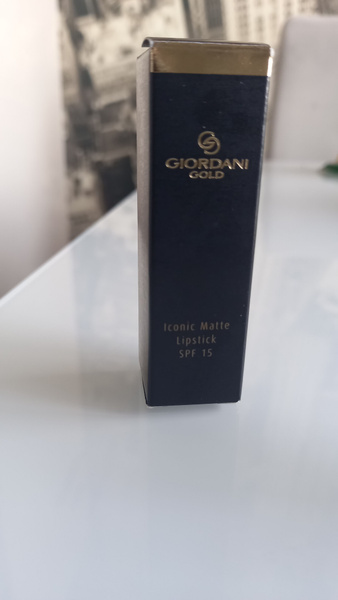 GIORDANI
GOLD
Iconic Matte
Lipstick
SPF 15